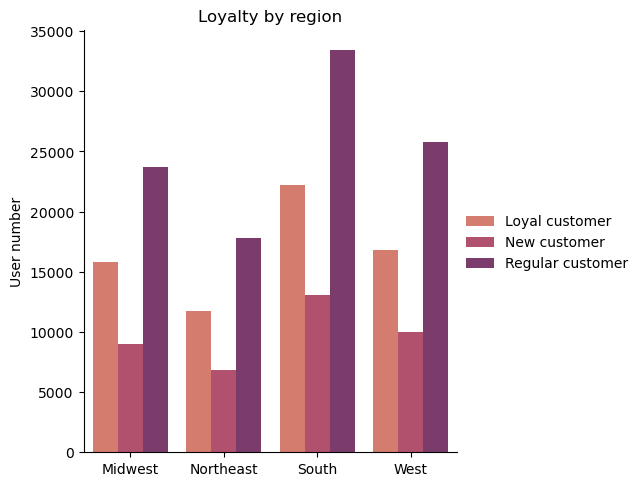 Loyalty by region
User number
35000
30000
25000
20000
15000
10000
5000
0
Midwest
Northeast
South
West
Loyal customer
New customer
Regular customer